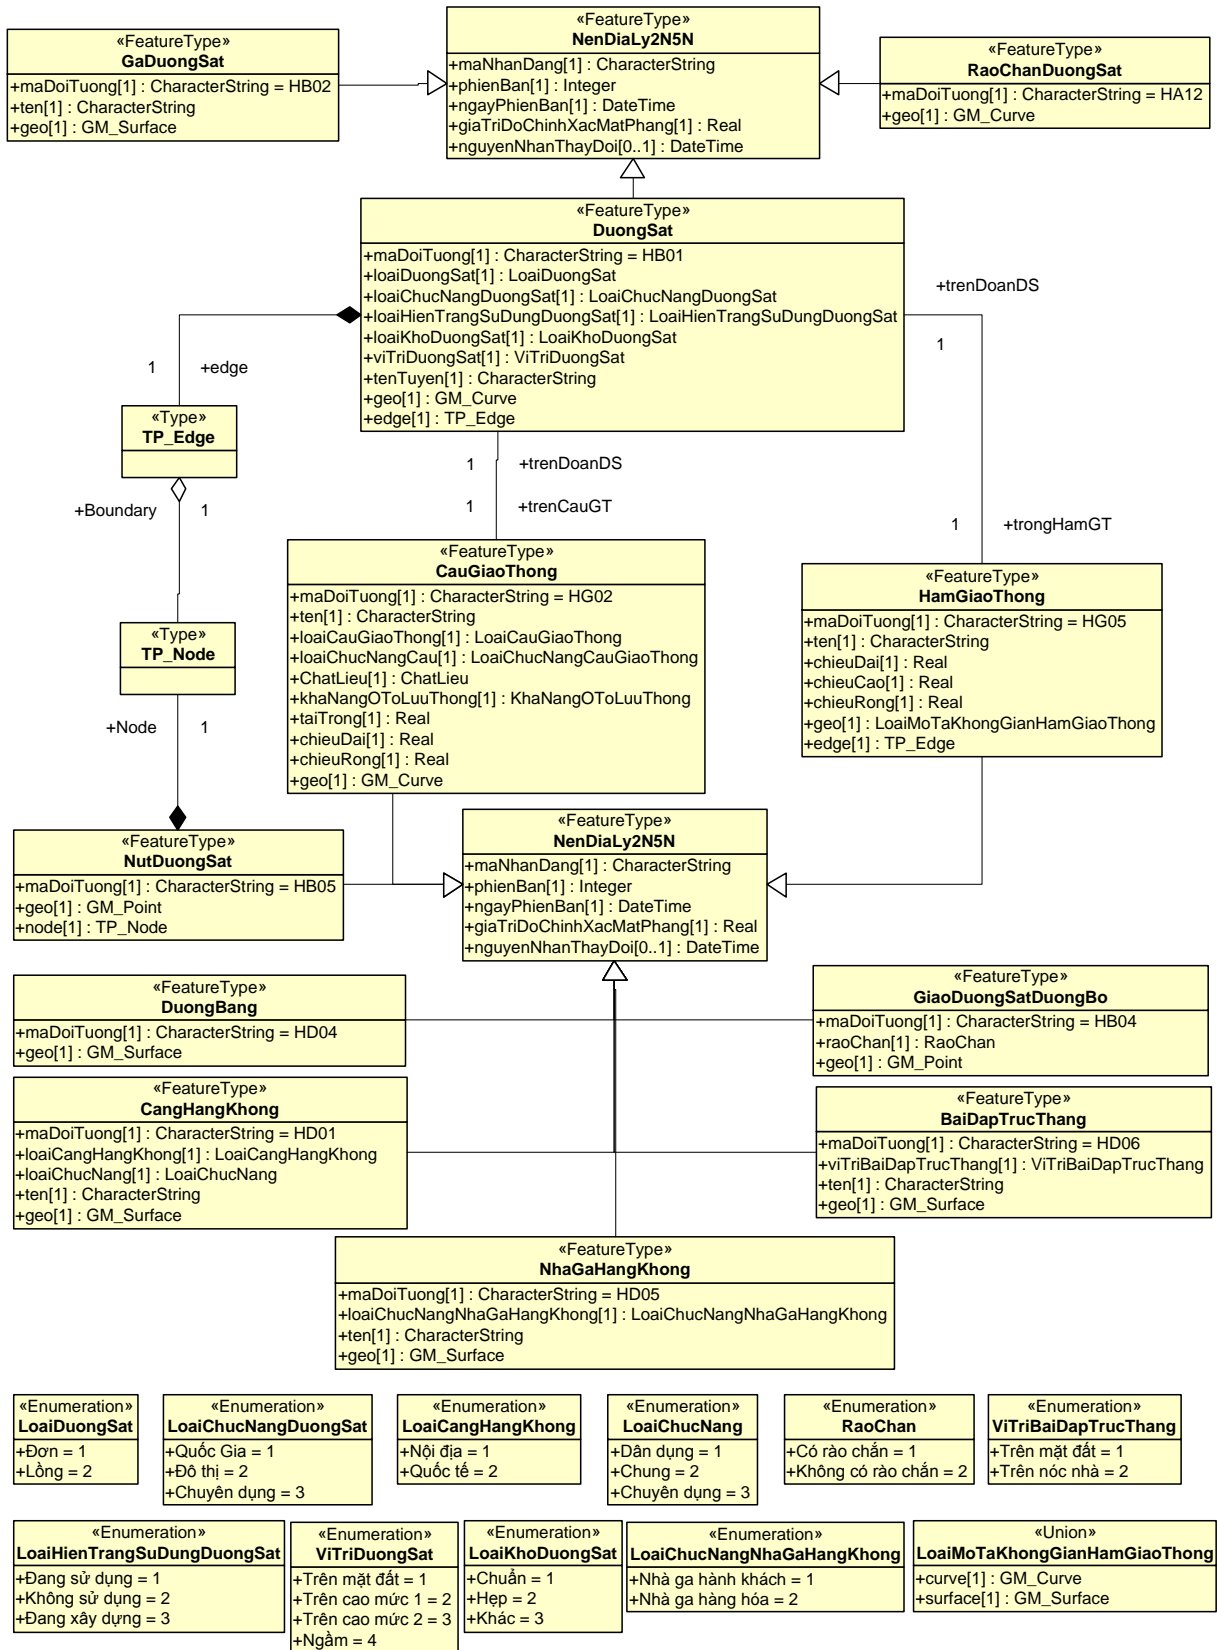 «FeatureType»
NenDiaLy2N5N
+maNhanDang[1] : CharacterString
+phienBan[1] : Integer
+ngayPhienBan[1] : DateTime
+giaTriDoChinhXacMatPhang[1] : Real
+nguyenNhanThayDoi[0..1] : DateTime
«FeatureType»
GaDuongSat
+maDoiTuong[1] : CharacterString = HB02
+ten[1] : CharacterString
+geo[1] : GM_Surface
«FeatureType»
RaoChanDuongSat
+maDoiTuong[1] : CharacterString = HA12
+geo[1] : GM_Curve
«FeatureType»
DuongSat
+maDoiTuong[1] : CharacterString = HB01
+loaiDuongSat[1] : LoaiDuongSat
+loaiChucNangDuongSat[1] : LoaiChucNangDuongSat
+loaiHienTrangSuDungDuongSat[1] : LoaiHienTrangSuDungDuongSat
+loaiKhoDuongSat[1] : LoaiKhoDuongSat
+viTriDuongSat[1] : ViTriDuongSat
+tenTuyen[1] : CharacterString
+geo[1] : GM_Curve
+edge[1] : TP_Edge
+trenDoanDS
1
1
+edge
«Type»
TP_Edge
+Boundary
1
1
+trenDoanDS
1
+trenCauGT
1
+trongHamGT
«Type»
TP_Node
+Node
1
«FeatureType»
CauGiaoThong
+maDoiTuong[1] : CharacterString = HG02
+ten[1] : CharacterString
+loaiCauGiaoThong[1] : LoaiCauGiaoThong
+loaiChucNangCau[1] : LoaiChucNangCauGiaoThong
+ChatLieu[1] : ChatLieu
+khaNangOToLuuThong[1] : KhaNangOToLuuThong
+taiTrong[1] : Real
+chieuDai[1] : Real
+chieuRong[1] : Real
+geo[1] : GM_Curve
«FeatureType»
HamGiaoThong
+maDoiTuong[1] : CharacterString = HG05
+ten[1] : CharacterString
+chieuDai[1] : Real
+chieuCao[1] : Real
+chieuRong[1] : Real
+geo[1] : LoaiMoTaKhongGianHamGiaoThong
+edge[1] : TP_Edge
«FeatureType»
NutDuongSat
+maDoiTuong[1] : CharacterString = HB05
+geo[1] : GM_Point
+node[1] : TP_Node
«FeatureType»
NenDiaLy2N5N
+maNhanDang[1] : CharacterString
+phienBan[1] : Integer
+ngayPhienBan[1] : DateTime
+giaTriDoChinhXacMatPhang[1] : Real
+nguyenNhanThayDoi[0..1] : DateTime
«FeatureType»
DuongBang
+maDoiTuong[1] : CharacterString = HD04
+geo[1] : GM_Surface
«FeatureType»
GiaoDuongSatDuongBo
+maDoiTuong[1] : CharacterString = HB04
+raoChan[1] : RaoChan
+geo[1] : GM_Point
«FeatureType»
CangHangKhong
+maDoiTuong[1] : CharacterString = HD01
+loaiCangHangKhong[1] : LoaiCangHangKhong
+loaiChucNang[1] : LoaiChucNang
+ten[1] : CharacterString
+geo[1] : GM_Surface
«FeatureType»
BaiDapTrucThang
+maDoiTuong[1] : CharacterString = HD06
+viTriBaiDapTrucThang[1] : ViTriBaiDapTrucThang
+ten[1] : CharacterString
+geo[1] : GM_Surface
«FeatureType»
NhaGaHangKhong
+maDoiTuong[1] : CharacterString = HD05
+loaiChucNangNhaGaHangKhong[1] : LoaiChucNangNhaGaHangKhong
+ten[1] : CharacterString
+geo[1] : GM_Surface
«Enumeration»
LoaiDuongSat
+Đơn = 1
+Lồng = 2
«Enumeration»
LoaiChucNangDuongSat
+Quốc Gia = 1
+Đô thị = 2
+Chuyên dụng = 3
«Enumeration»
LoaiCangHangKhong
+Nội địa = 1
+Quốc tế = 2
«Enumeration»
LoaiChucNang
+Dân dụng = 1
+Chung = 2
+Chuyên dụng = 3
«Enumeration»
RaoChan
+Có rào chắn = 1
+Không có rào chắn = 2
«Enumeration»
ViTriBaiDapTrucThang
+Trên mặt đất = 1
+Trên nóc nhà = 2
«Enumeration»
LoaiHienTrangSuDungDuongSat
+Đang sử dụng = 1
+Không sử dụng = 2
+Đang xây dựng = 3
«Enumeration»
ViTriDuongSat
+Trên mặt đất = 1
+Trên cao mức 1 = 2
+Trên cao mức 2 = 3
+Ngầm = 4
«Enumeration»
LoaiKhoDuongSat
+Chuẩn = 1
+Hẹp = 2
+Khác = 3
«Enumeration»
LoaiChucNangNhaGaHangKhong
+Nhà ga hành khách = 1
+Nhà ga hàng hóa = 2
«Union»
LoaiMoTaKhongGianHamGiaoThong
+curve[1] : GM_Curve
+surface[1] : GM_Surface